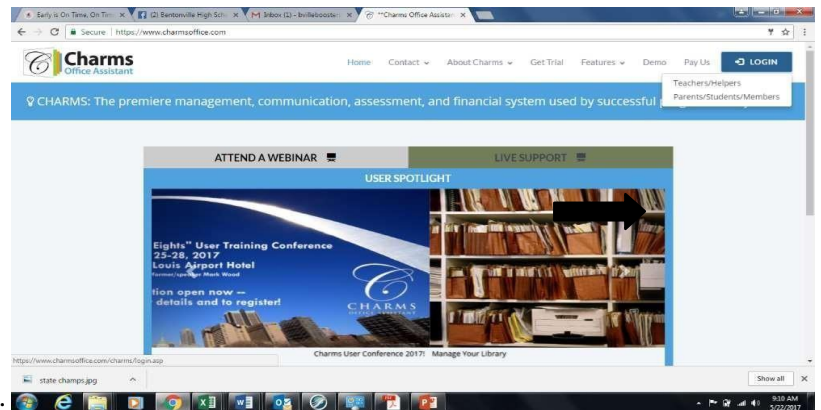 Early is On Time, On Tim
(2) Bentonville High Sch
Inbox (1) - bvilleboosters
**Charms Office Assistan
Secure | https://www.charmsoffice.com
Charms
Office Assistant
Home Contact About Charms Get Trial Features Demo Pay Us LOGIN
Teachers/Helpers
Parents/Students/Members
CHARMS: The premiere management, communication, assessment, and financial system used by successful
ATTEND A WEBINAR
LIVE SUPPORT
USER SPOTLIGHT
Eights" User Training Conference
25-28, 2017
Louis Airport Hotel
Mark Wood
tion open now --
details and to register!
C
CHARMS
OFFICE ASSISTANT
Charms User Conference 2017! Manage Your Library
https://www.charmsoffice.com/charms/login.asp
state champs.jpg
Show all
9:10 AM
5/22/2017